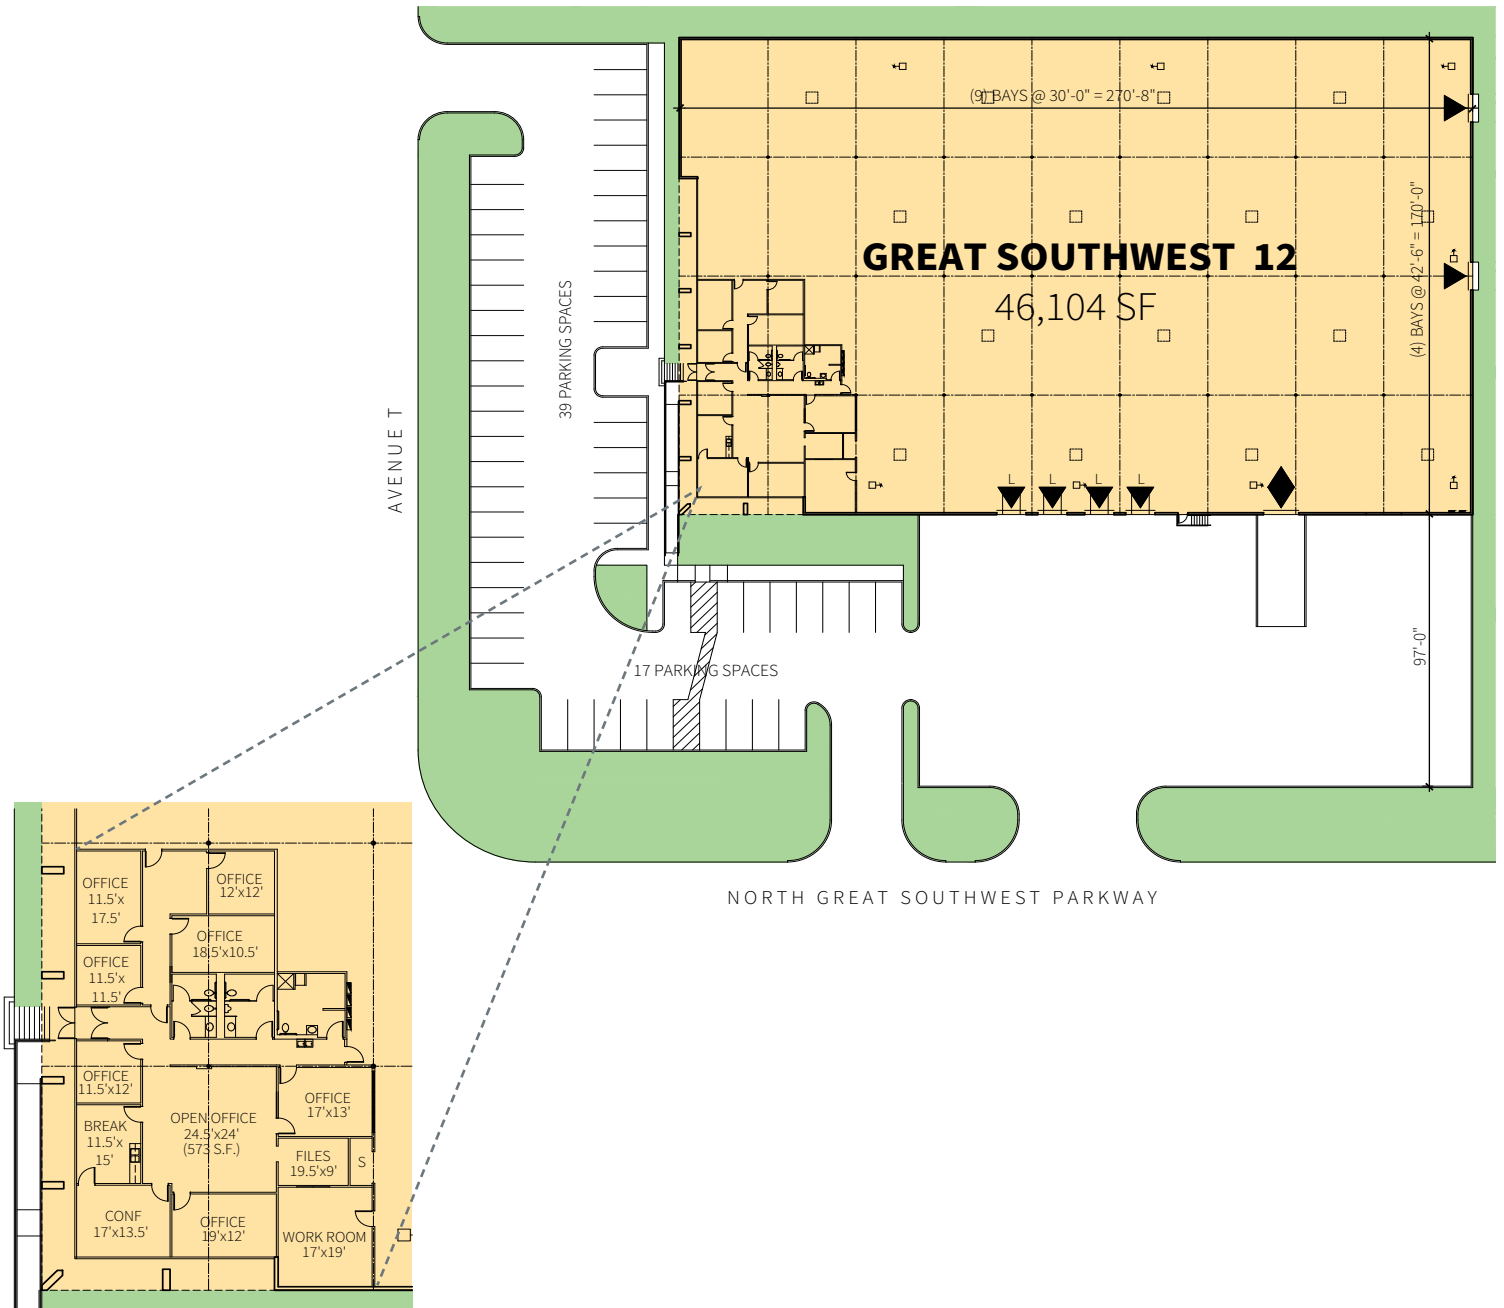 (9) BAYS @ 30'-0" = 270'-8"
(4) BAYS @ 42'-6" = 170'-0"
GREAT SOUTHWEST 12
46,104 SF
39 PARKING SPACES
AVENUE T
L L L L
17 PARKING SPACES
97'-0"
NORTH GREAT SOUTHWEST PARKWAY
OFFICE
11.5'x
17.5'
OFFICE
12'x12'
OFFICE
18.5'x10.5'
OFFICE
11.5'x
11.5'
OFFICE
11.5'x12'
OFFICE
17'x13'
OPEN OFFICE
24.5'x24'
(573 S.F.)
BREAK
11.5'x
15'
FILES
19.5'x9'
S
CONF
17'x13.5'
OFFICE
19'x12'
WORK ROOM
17'x19'